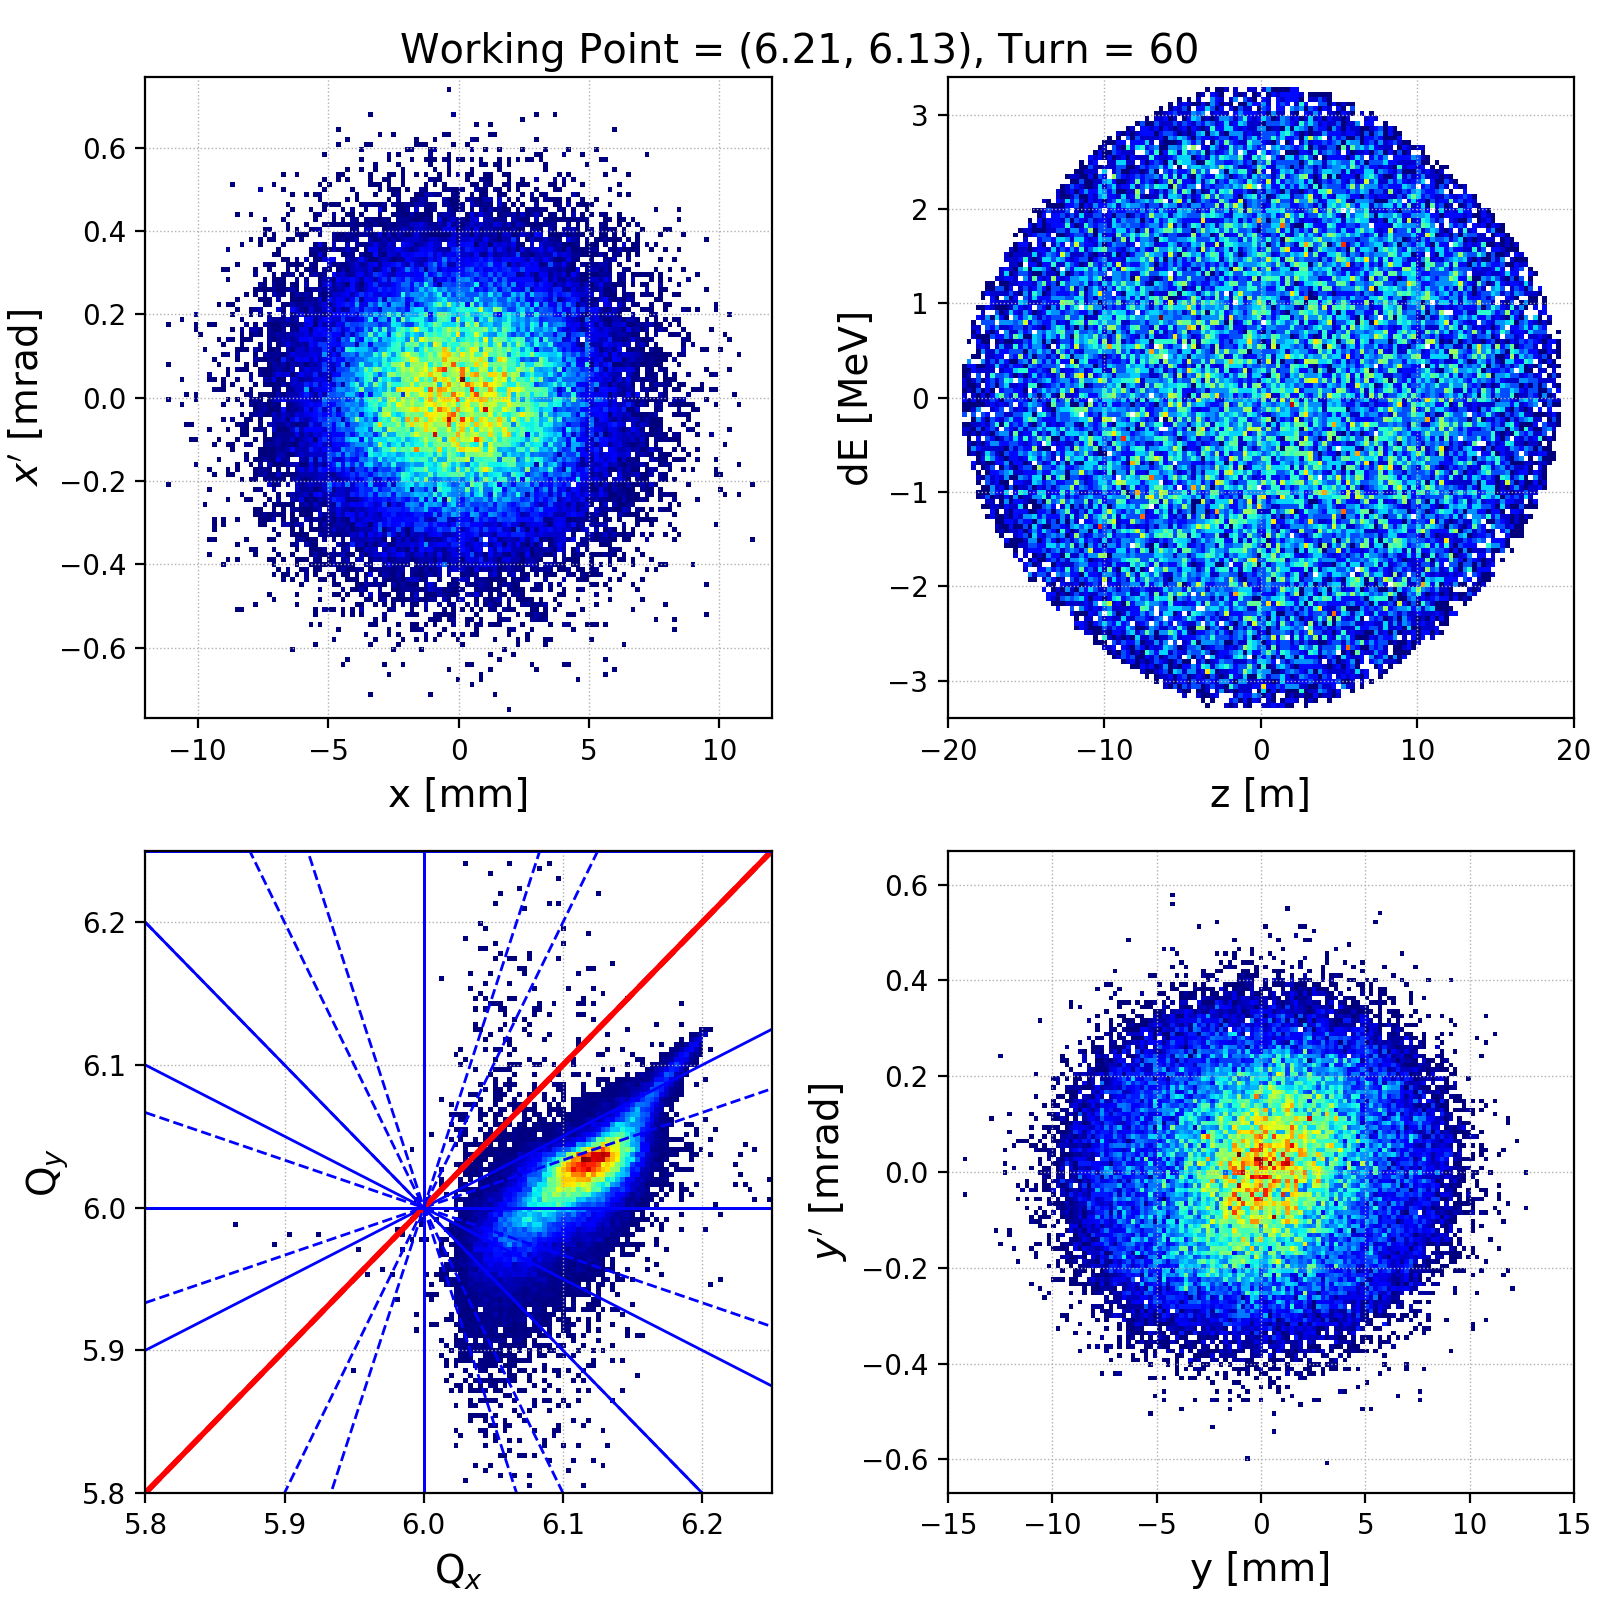 Working Point = (6.21, 6.13), Turn = 60
0.6
0.4
0.2
0.0
−0.2
−0.4
−0.6
x′ [mrad]
−10 −5 0 5 10
x [mm]
3
2
1
0
−1
−2
−3
dE [MeV]
−20 −10 0 10 20
z [m]
6.2
6.1
6.0
5.9
5.8
Qy
5.8 5.9 6.0 6.1 6.2
Qx
0.6
0.4
0.2
0.0
−0.2
−0.4
−0.6
y′ [mrad]
−15 −10 −5 0 5 10 15
y [mm]